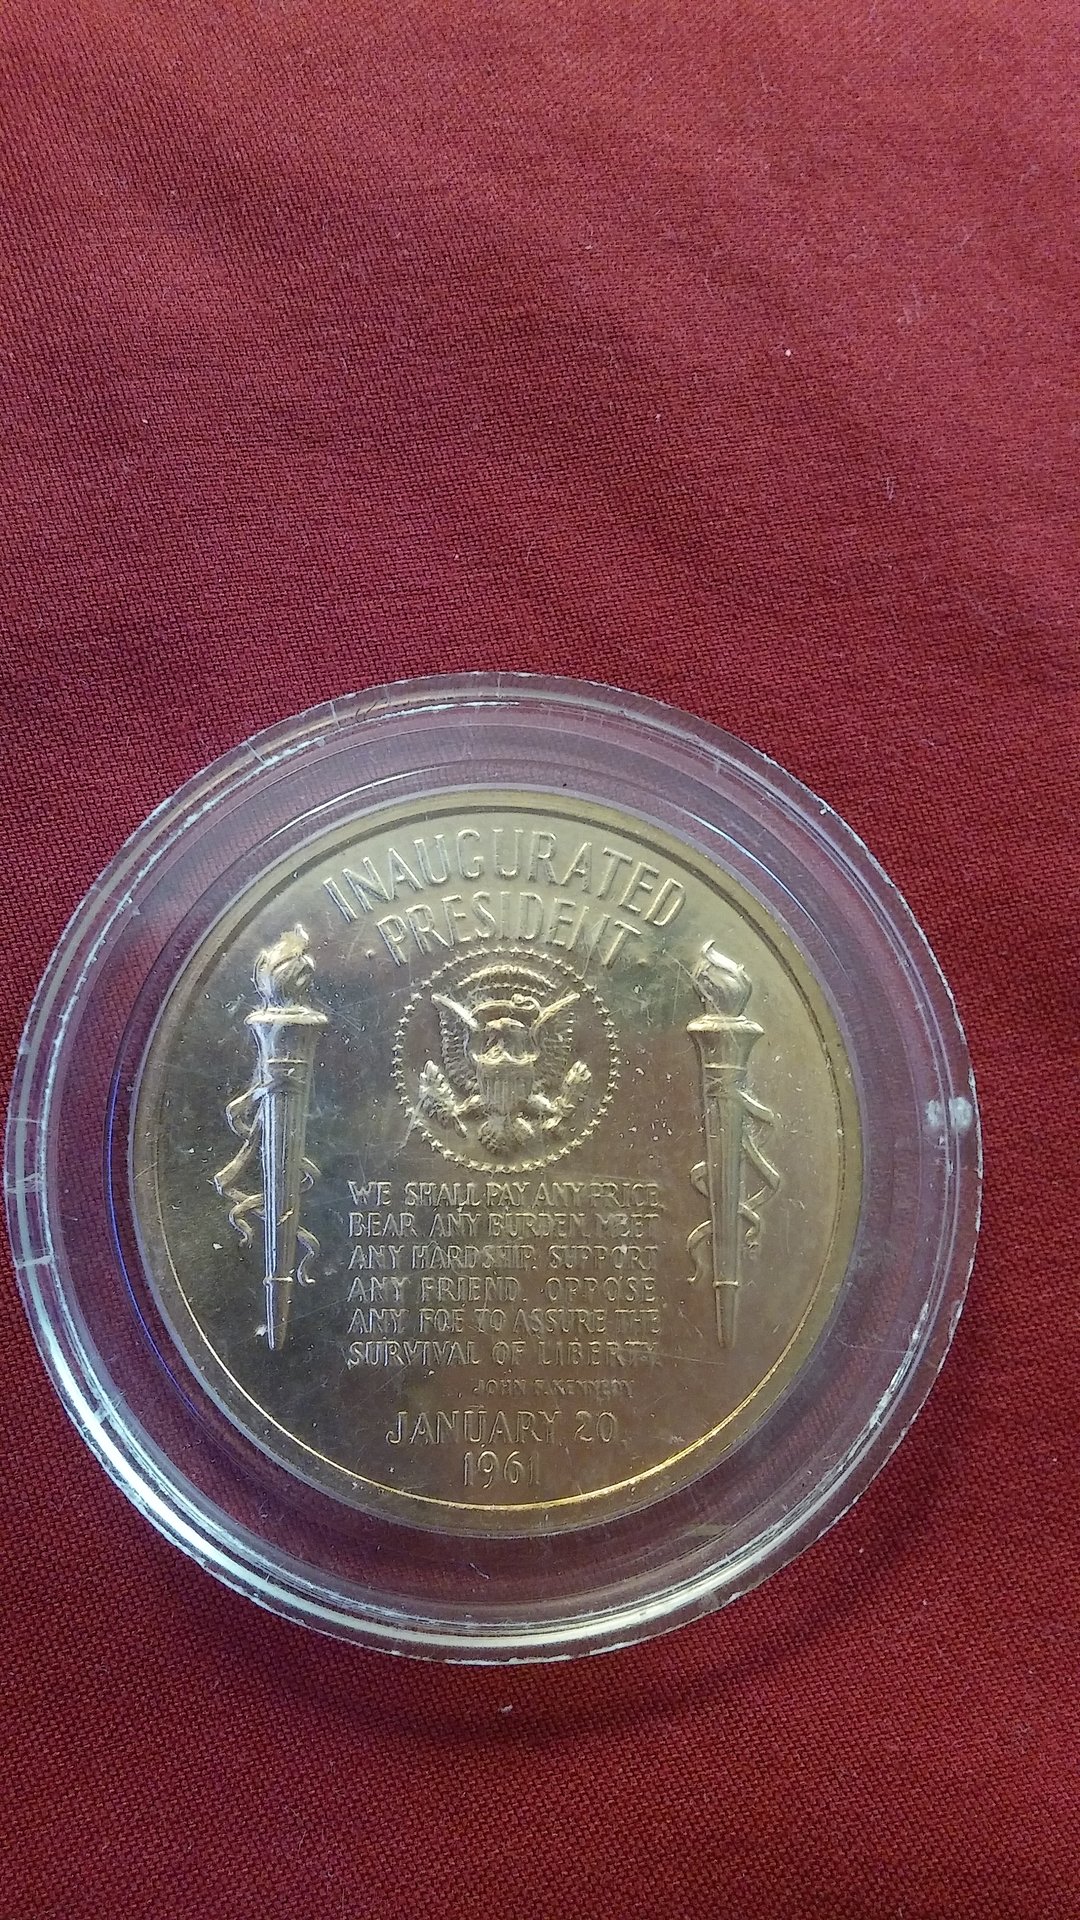 INAUGURATED
·PRESIDENT·
WE SHALL PAY ANY PRICE,
BEAR ANY BURDEN, MEET
ANY HARDSHIP, SUPPORT
ANY FRIEND, OPPOSE
ANY FOE TO ASSURE THE
SURVIVAL OF LIBERTY.
JOHN F. KENNEDY
JANUARY 20,
1961